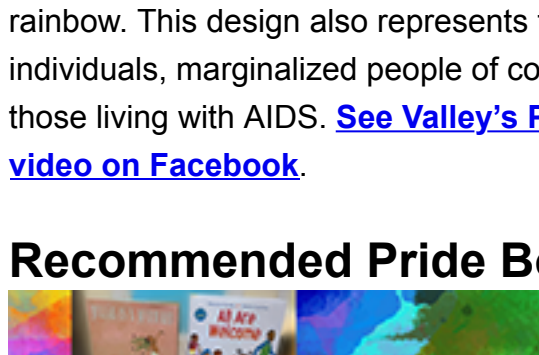 rainbow. This design also represents
individuals, marginalized people of
those living with AIDS. See Valley's
video on Facebook.
Recommended Pride
All Are
Welcome